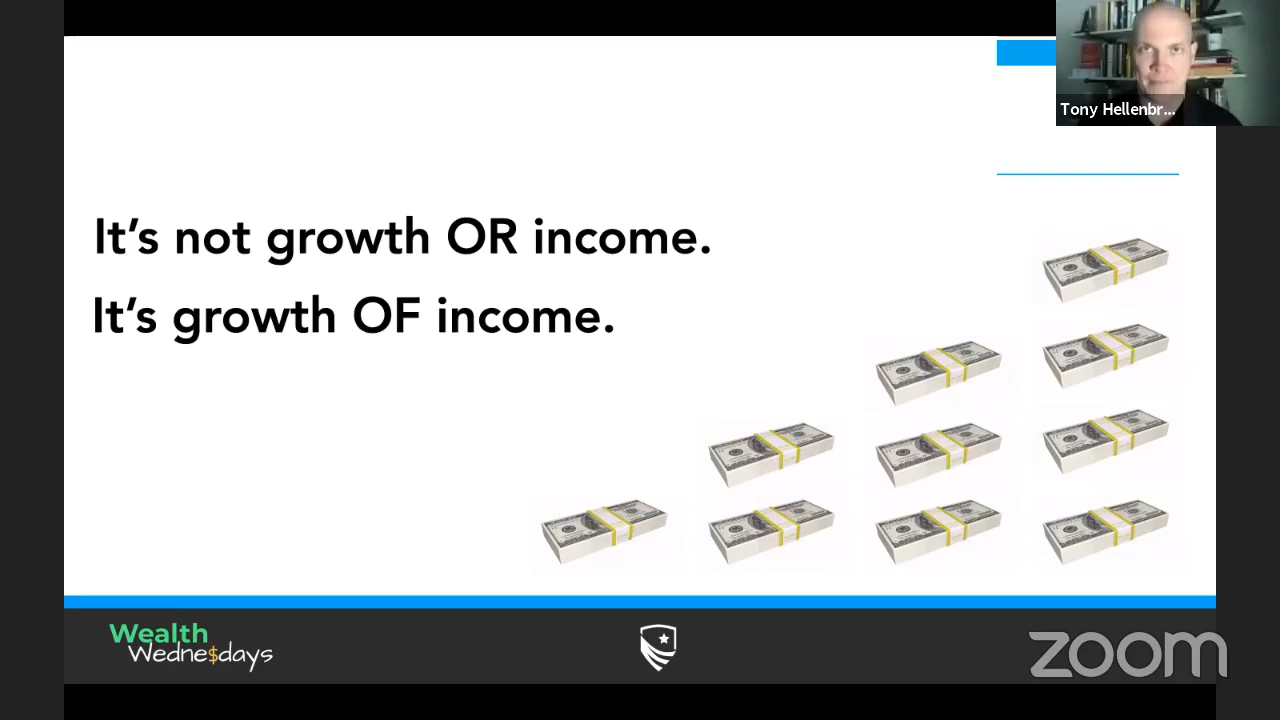 Tony Hellenbr...
It's not growth OR income.
It's growth OF income.
Wealth
Wedne$days
zoom